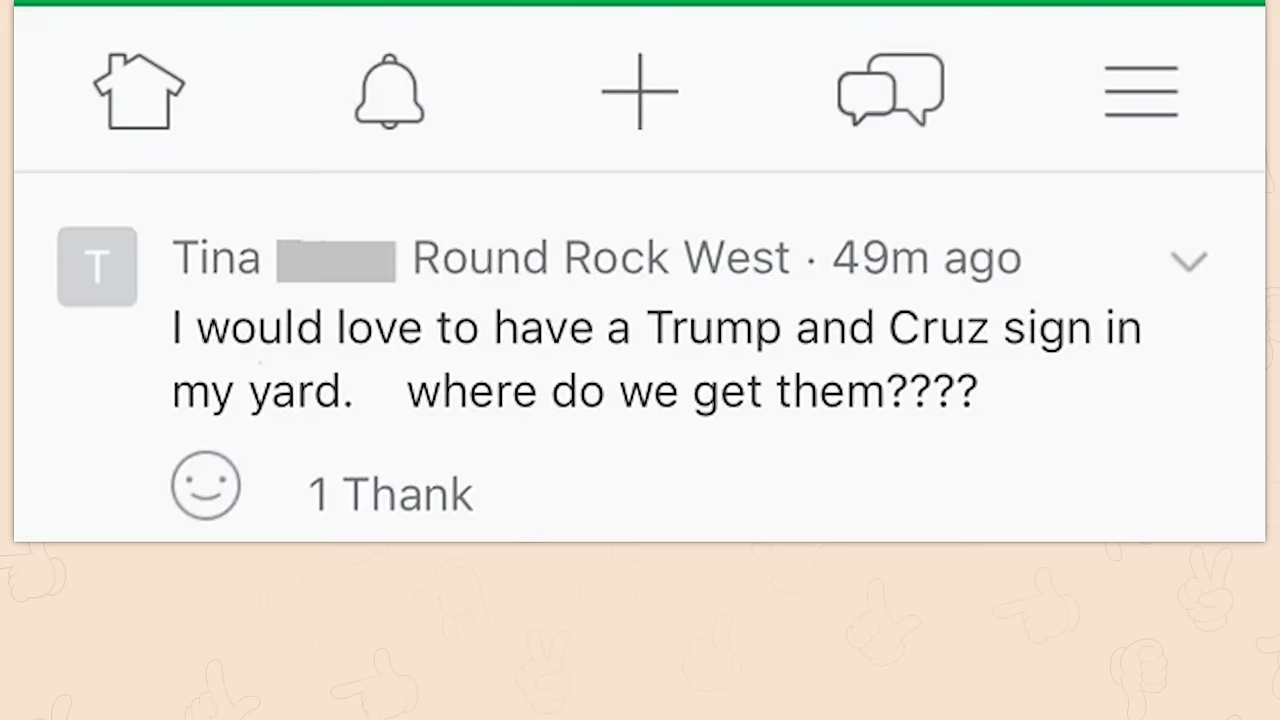 T
Tina Round Rock West · 49m ago
I would love to have a Trump and Cruz sign in
my yard. where do we get them????
1 Thank